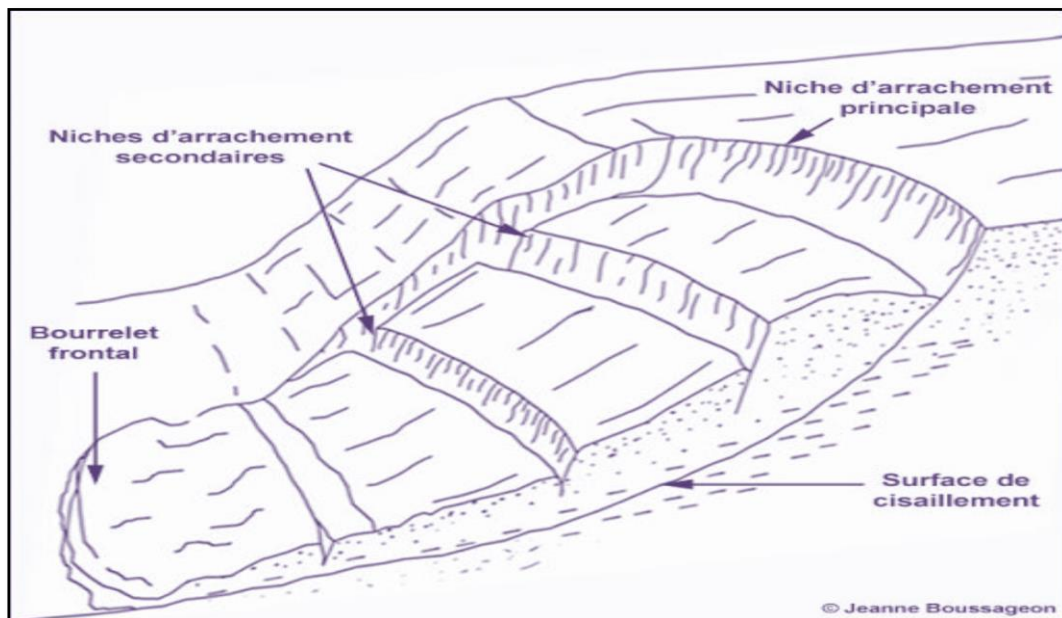 Niche d'arrachement
principale
Niches d'arrachement
secondaires
Bourrelet
frontal
Surface de
cisaillement
© Jeanne Boussageon